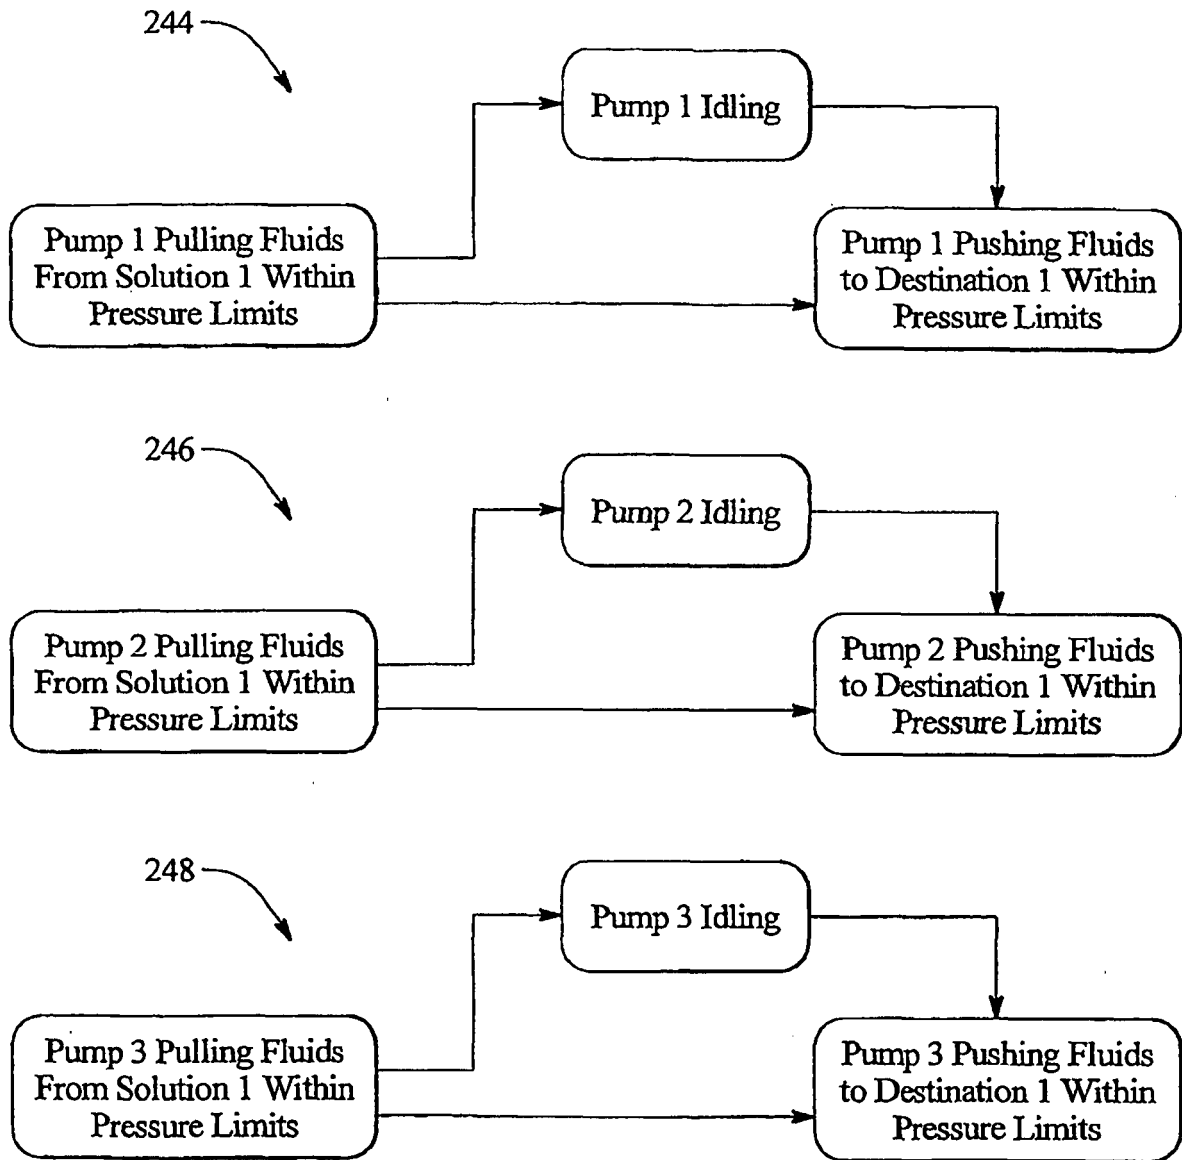 244
Pump 1 Idling
Pump 1 Pulling Fluids
From Solution 1 Within
Pressure Limits
Pump 1 Pushing Fluids
to Destination 1 Within
Pressure Limits
246
Pump 2 Idling
Pump 2 Pulling Fluids
From Solution 1 Within
Pressure Limits
Pump 2 Pushing Fluids
to Destination 1 Within
Pressure Limits
248
Pump 3 Idling
Pump 3 Pulling Fluids
From Solution 1 Within
Pressure Limits
Pump 3 Pushing Fluids
to Destination 1 Within
Pressure Limits